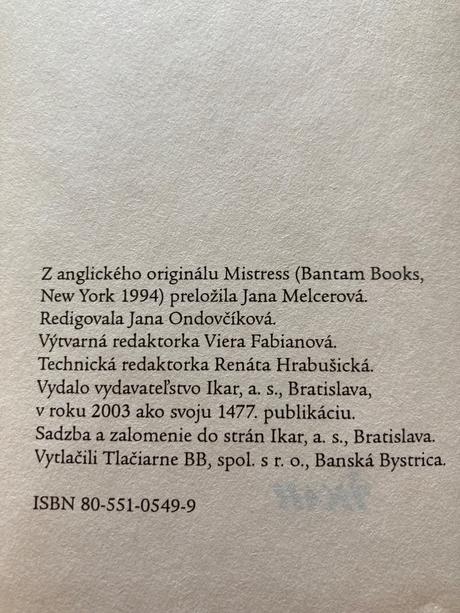 Z anglického originálu Mistress (Bantam Books,
New York 1994) preložila Jana Melcerová.
Redigovala Jana Ondovčíková.
Výtvarná redaktorka Viera Fabianová.
Technická redaktorka Renáta Hrabušická.
Vydalo vydavateľstvo Ikar, a. s., Bratislava,
v roku 2003 ako svoju 1477. publikáciu.
Sadzba a zalomenie do strán Ikar, a. s., Bratislava.
Vytlačili Tlačiarne BB, spol. s r. o., Banská Bystrica.
ISBN 80-551-0549-9